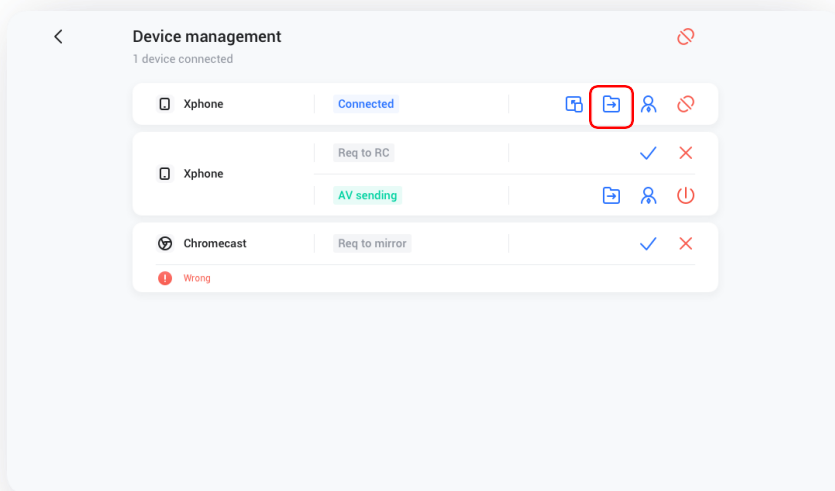 Device management
1 device connected
Xphone
Connected
Req to RC
Xphone
AV sending
Chromecast
Req to mirror
Wrong